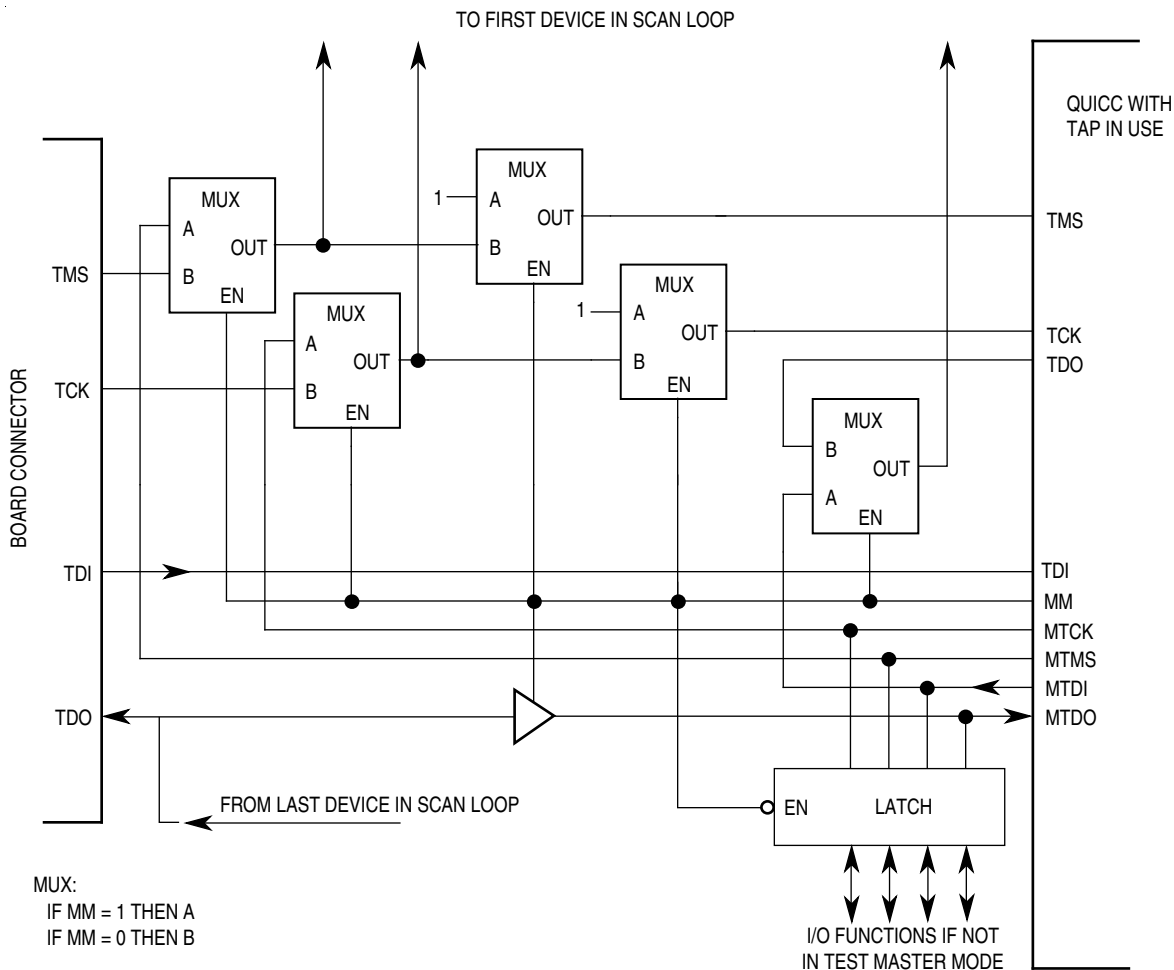 TO FIRST DEVICE IN SCAN LOOP
QUICC WITH
TAP IN USE
MUX
A
B
OUT
EN
MUX
1
A
B
OUT
EN
TMS
TMS
MUX
A
B
OUT
EN
MUX
1
A
B
OUT
EN
TCK
TCK
TDO
MUX
B
A
OUT
EN
BOARD CONNECTOR
TDI
TDI
MM
MTCK
MTMS
MTDI
TDO
MTDO
FROM LAST DEVICE IN SCAN LOOP
EN
LATCH
MUX:
IF MM = 1 THEN A
IF MM = 0 THEN B
I/O FUNCTIONS IF NOT
IN TEST MASTER MODE